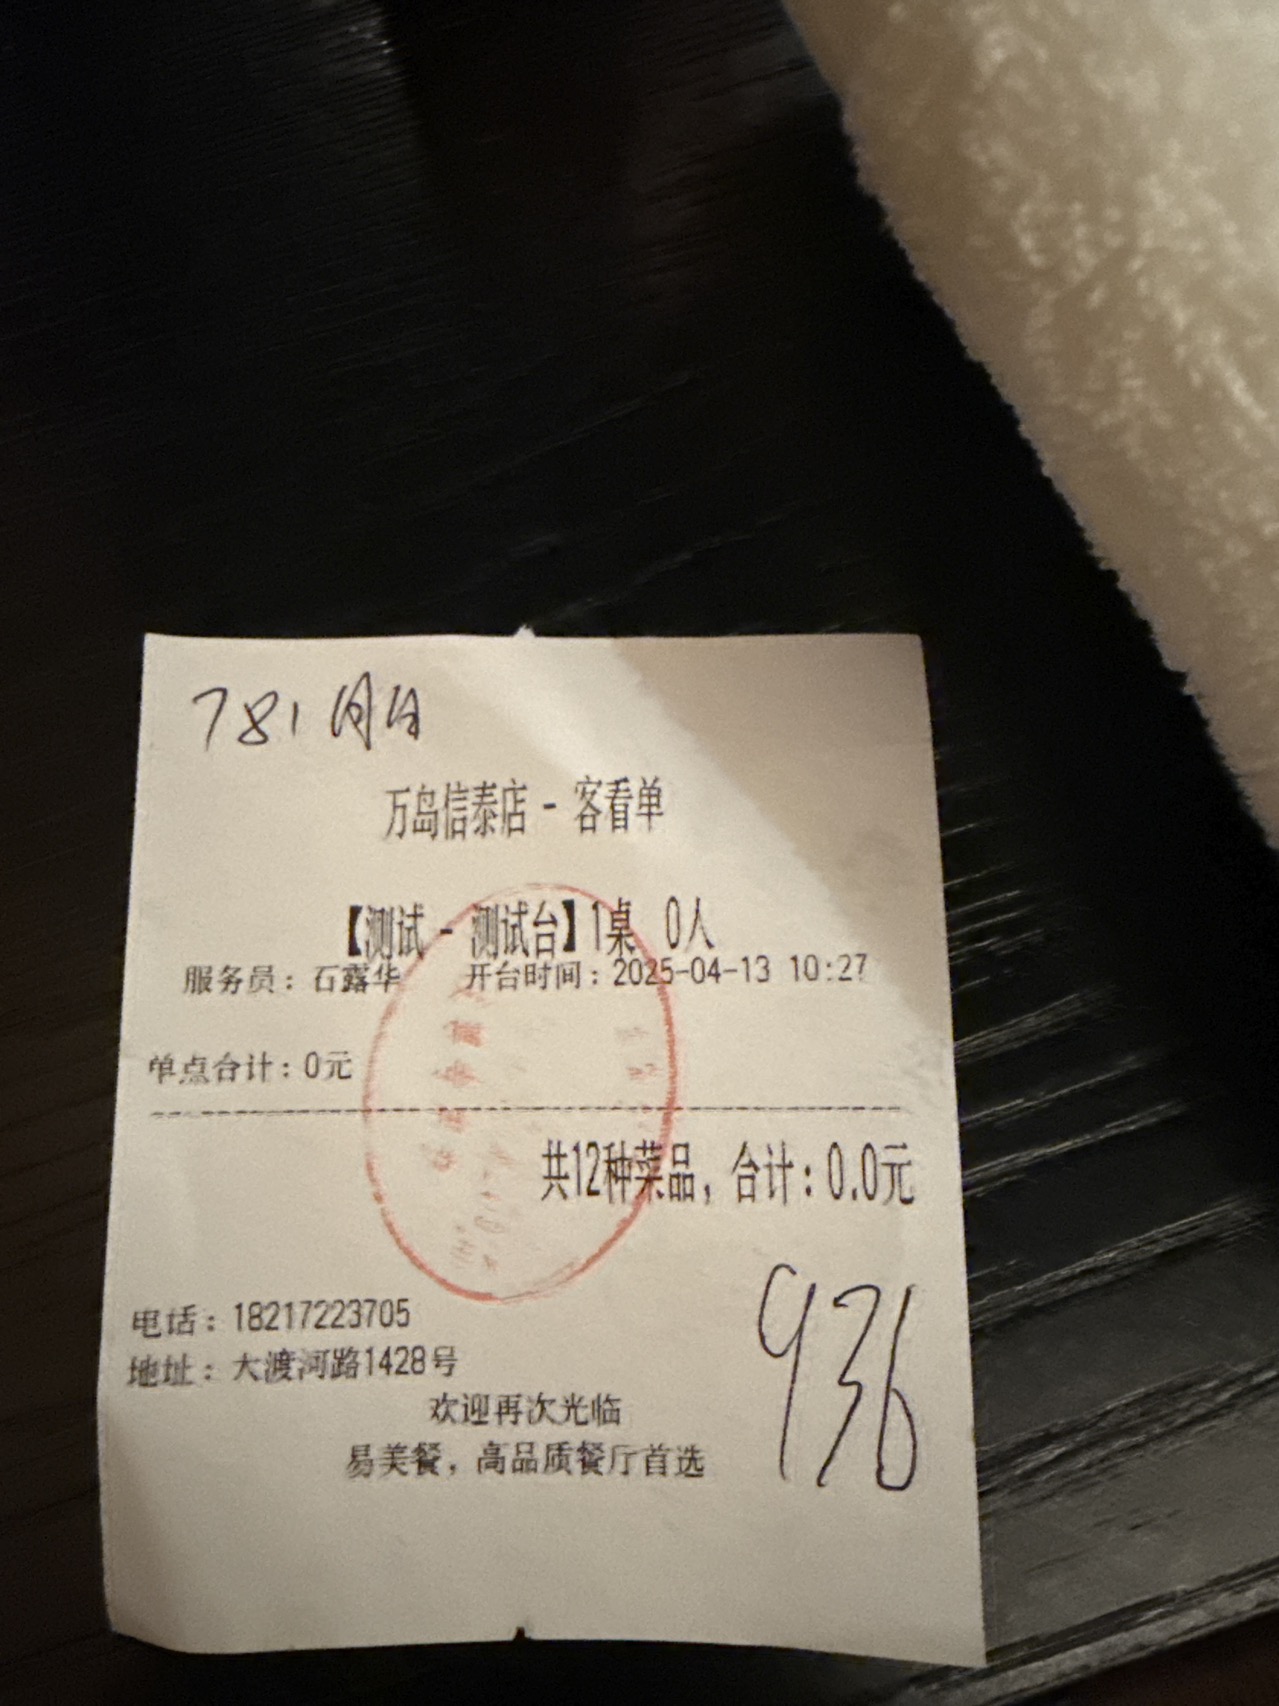 781
万岛信泰店 - 客看单
【测试 - 测试台】1桌 0人
服务员：石露华 开台时间：2025-04-13 10:27
单点合计：0元
共12种菜品，合计：0.0元
936
电话：18217223705
地址：大渡河路1428号
欢迎再次光临
易美餐，高品质餐厅首选